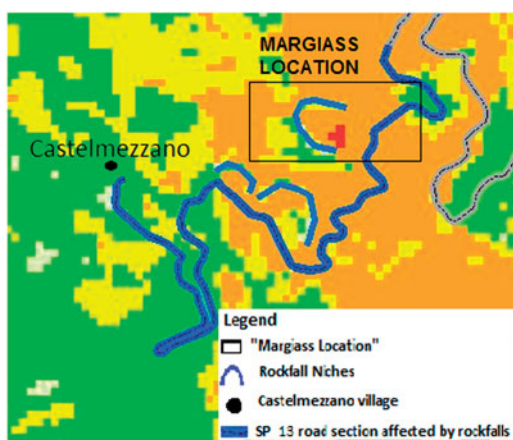 MARGIASS
LOCATION
Castelmezzano
Legend
"Margiass Location"
Rockfall Niches
Castelmezzano village
SP 13 road section affected by rockfalls